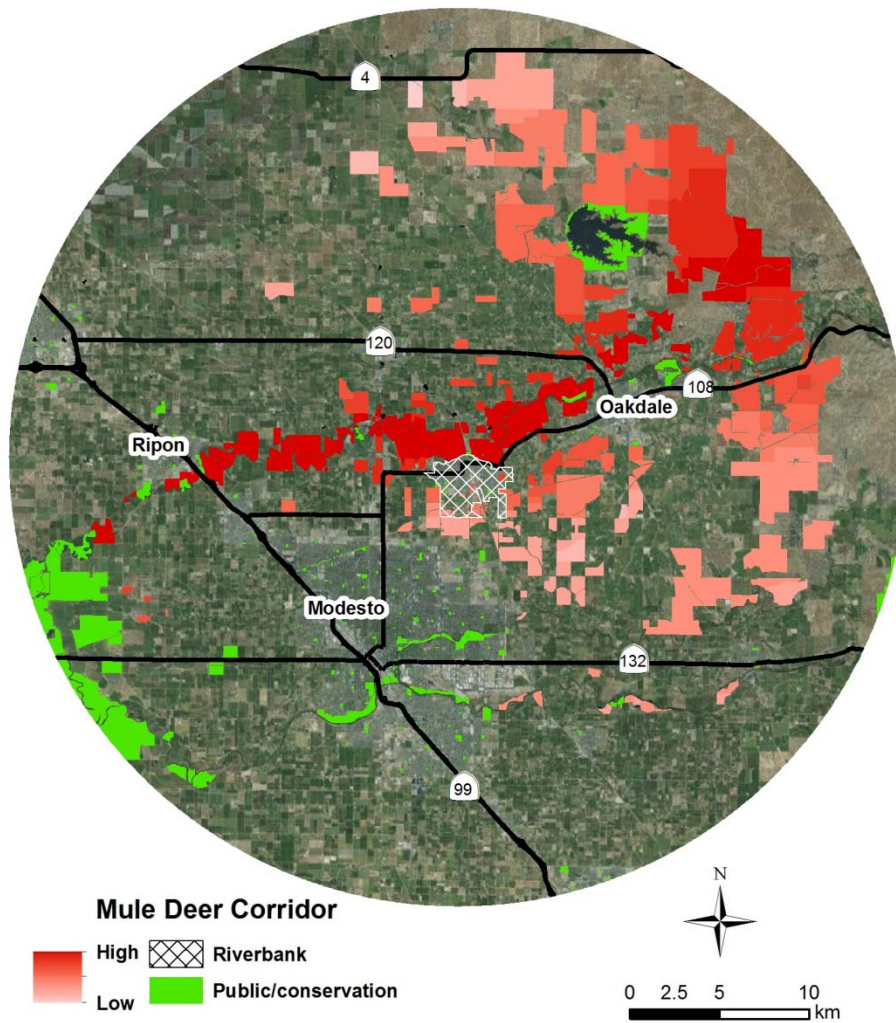 4
120
108
Oakdale
Ripon
Modesto
132
99
N
Mule Deer Corridor
High
Low
Riverbank
Public/conservation
0 2.5 5 10
km